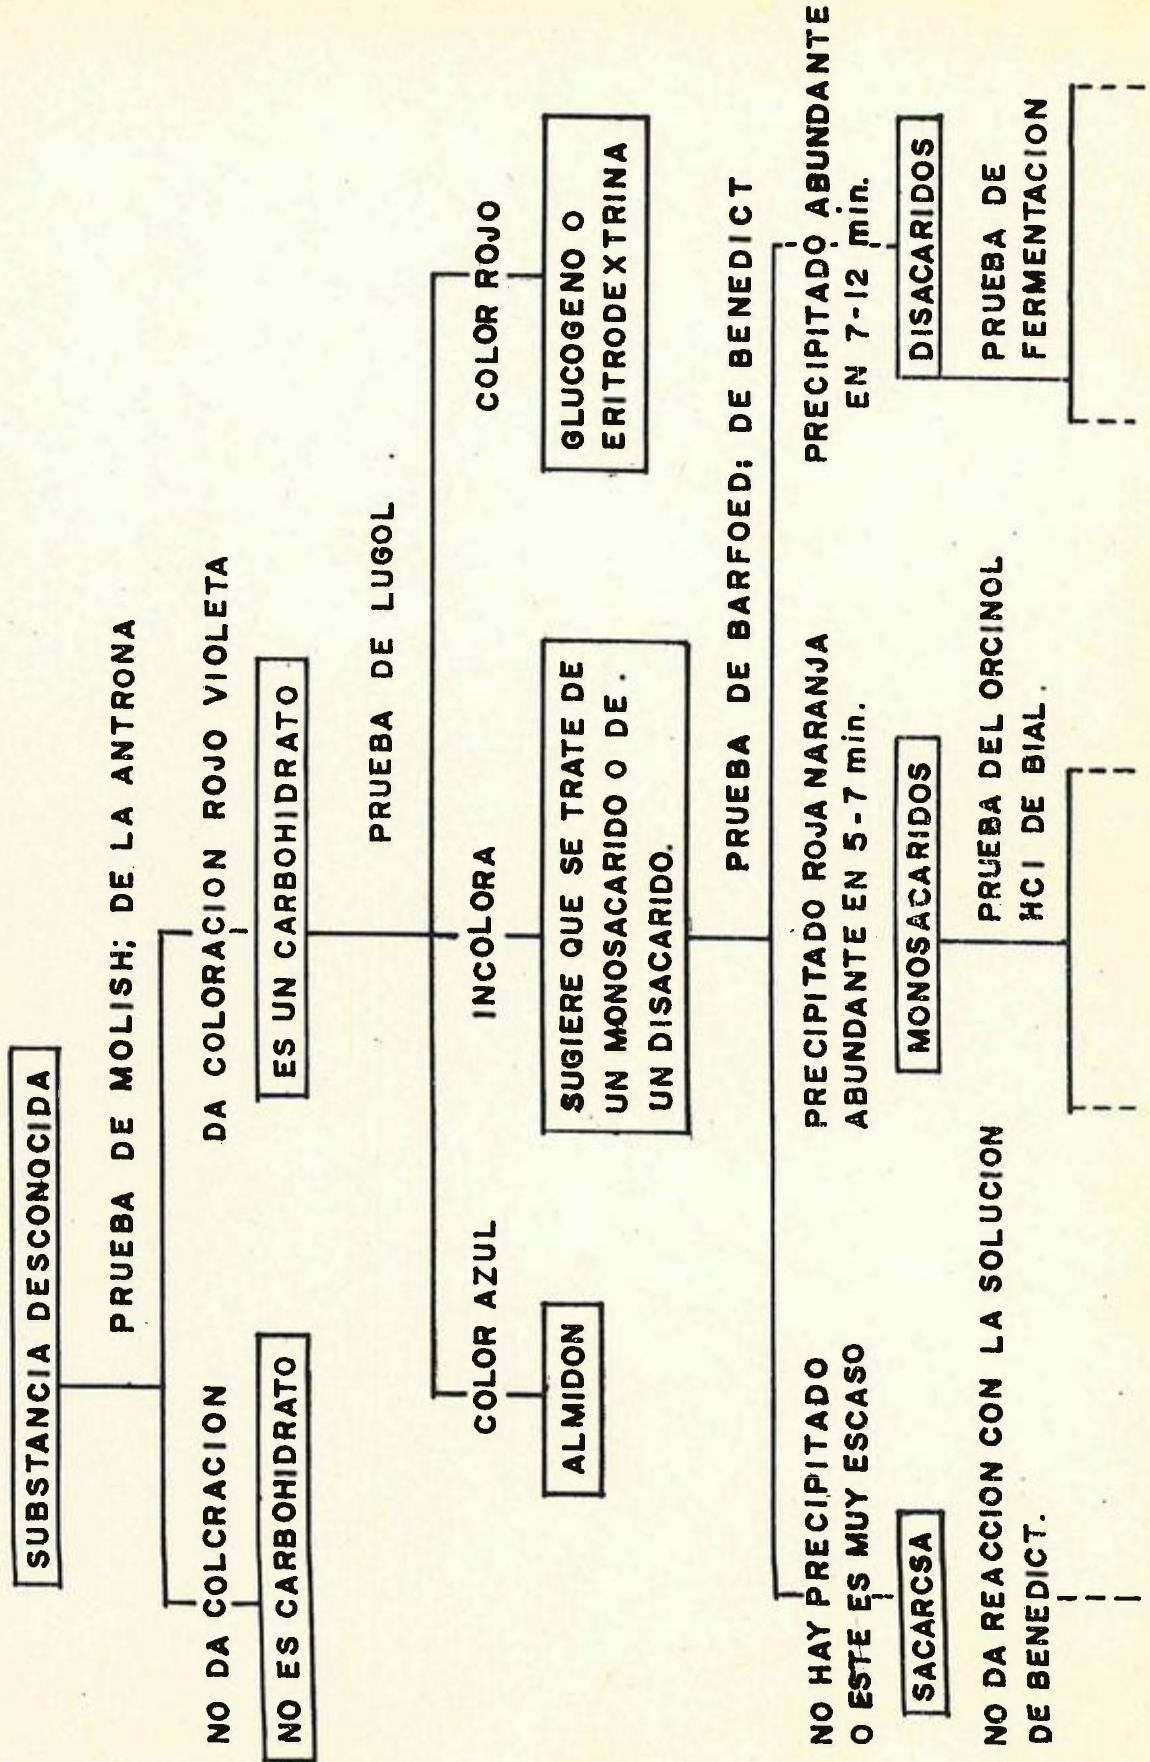 SUBSTANCIA DESCONOCIDA
PRUEBA DE MOLISH; DE LA ANTRONA
NO DA COLCRACION
DA COLORACION ROJO VIOLETA
NO ES CARBOHIDRATO
ES UN CARBOHIDRATO
PRUEBA DE LUGOL
COLOR AZUL
INCOLORA
COLOR ROJO
ALMIDON
SUGIERE QUE SE TRATE DE
UN MONOSACARIDO O DE .
UN DISACARIDO.
GLUCOGENO O
ERITRODEXTRINA
PRUEBA DE BARFOED; DE BENEDICT
NO HAY PRECIPITADO
O ESTE ES MUY ESCASO
PRECIPITADO ROJA NARANJA
ABUNDANTE EN 5-7 min.
PRECIPITADO ABUNDANTE
EN 7-12 min.
SACARCSA
MONOSACARIDOS
DISACARIDOS
NO DA REACCION CON LA SOLUCION
DE BENEDICT.
PRUEBA DEL ORCINOL
HCl DE BIAL.
PRUEBA DE
FERMENTACION